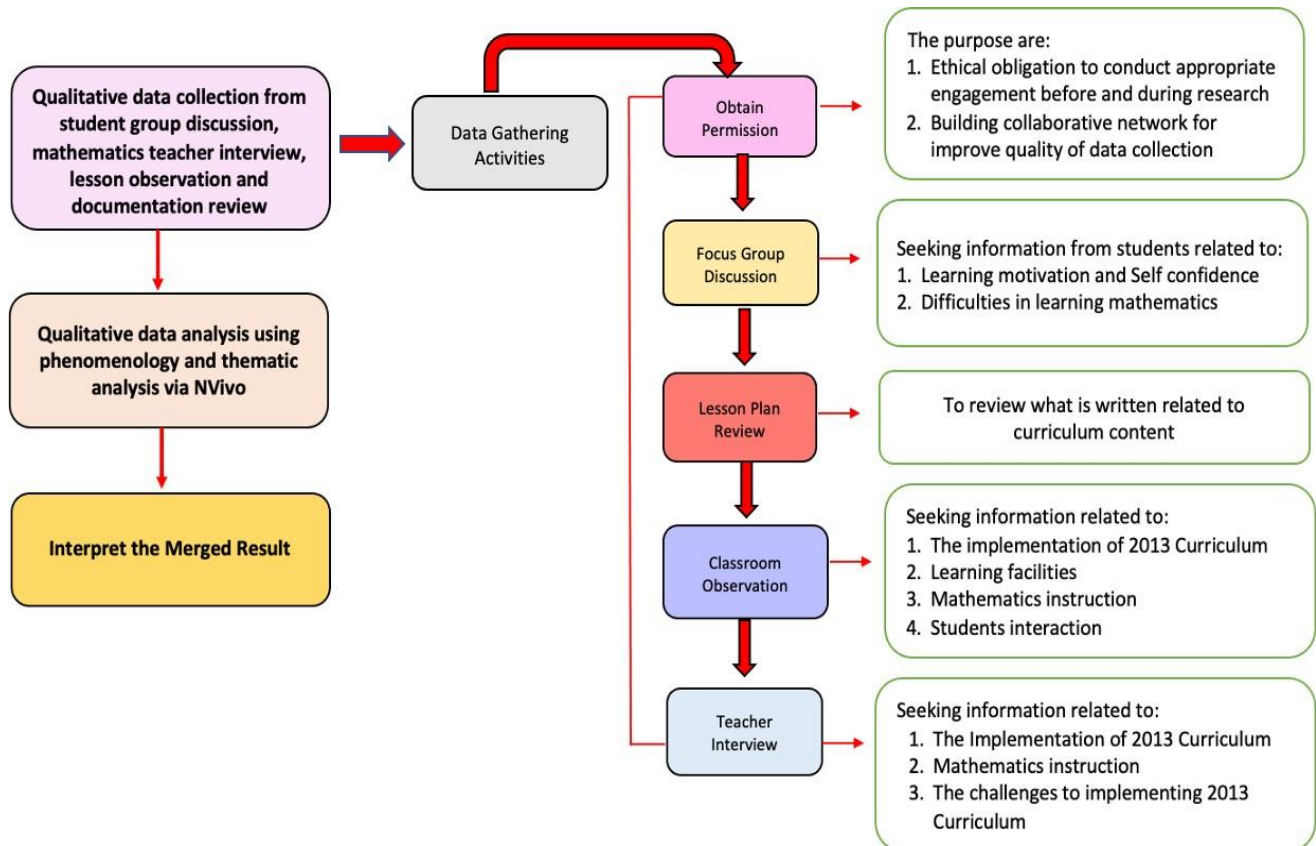 Qualitative data collection from
student group discussion,
mathematics teacher interview,
lesson observation and
documentation review
Qualitative data analysis using
phenomenology and thematic
analysis via NVivo
Interpret the Merged Result
Data Gathering
Activities
Obtain
Permission
The purpose are:
1. Ethical obligation to conduct appropriate
engagement before and during research
2. Building collaborative network for
improve quality of data collection
Focus Group
Discussion
Seeking information from students related to:
1. Learning motivation and Self confidence
2. Difficulties in learning mathematics
Lesson Plan
Review
To review what is written related to
curriculum content
Classroom
Observation
Seeking information related to:
1. The implementation of 2013 Curriculum
2. Learning facilities
3. Mathematics instruction
4. Students interaction
Teacher
Interview
Seeking information related to:
1. The Implementation of 2013 Curriculum
2. Mathematics instruction
3. The challenges to implementing 2013
Curriculum